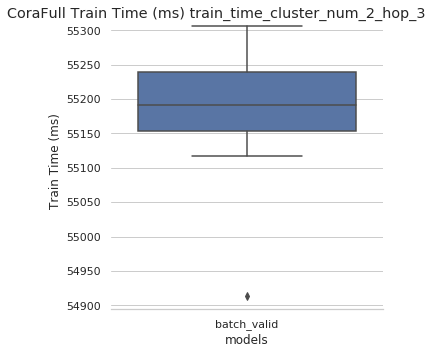 CoraFull Train Time (ms) train_time_cluster_num_2_hop_3
55300
55250
55200
55150
55100
55050
55000
54950
54900
Train Time (ms)
batch_valid
models